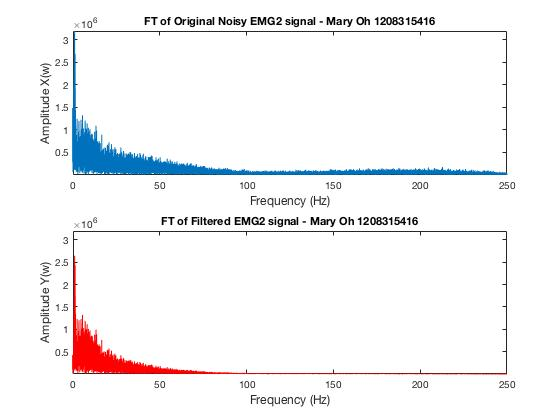 FT of Original Noisy EMG2 signal - Mary Oh 1208315416
×10^6
3
2.5
2
1.5
1
0.5
Amplitude X(w)
0 50 100 150 200 250
Frequency (Hz)
FT of Filtered EMG2 signal - Mary Oh 1208315416
×10^6
3
2.5
2
1.5
1
0.5
Amplitude Y(w)
0 50 100 150 200 250
Frequency (Hz)